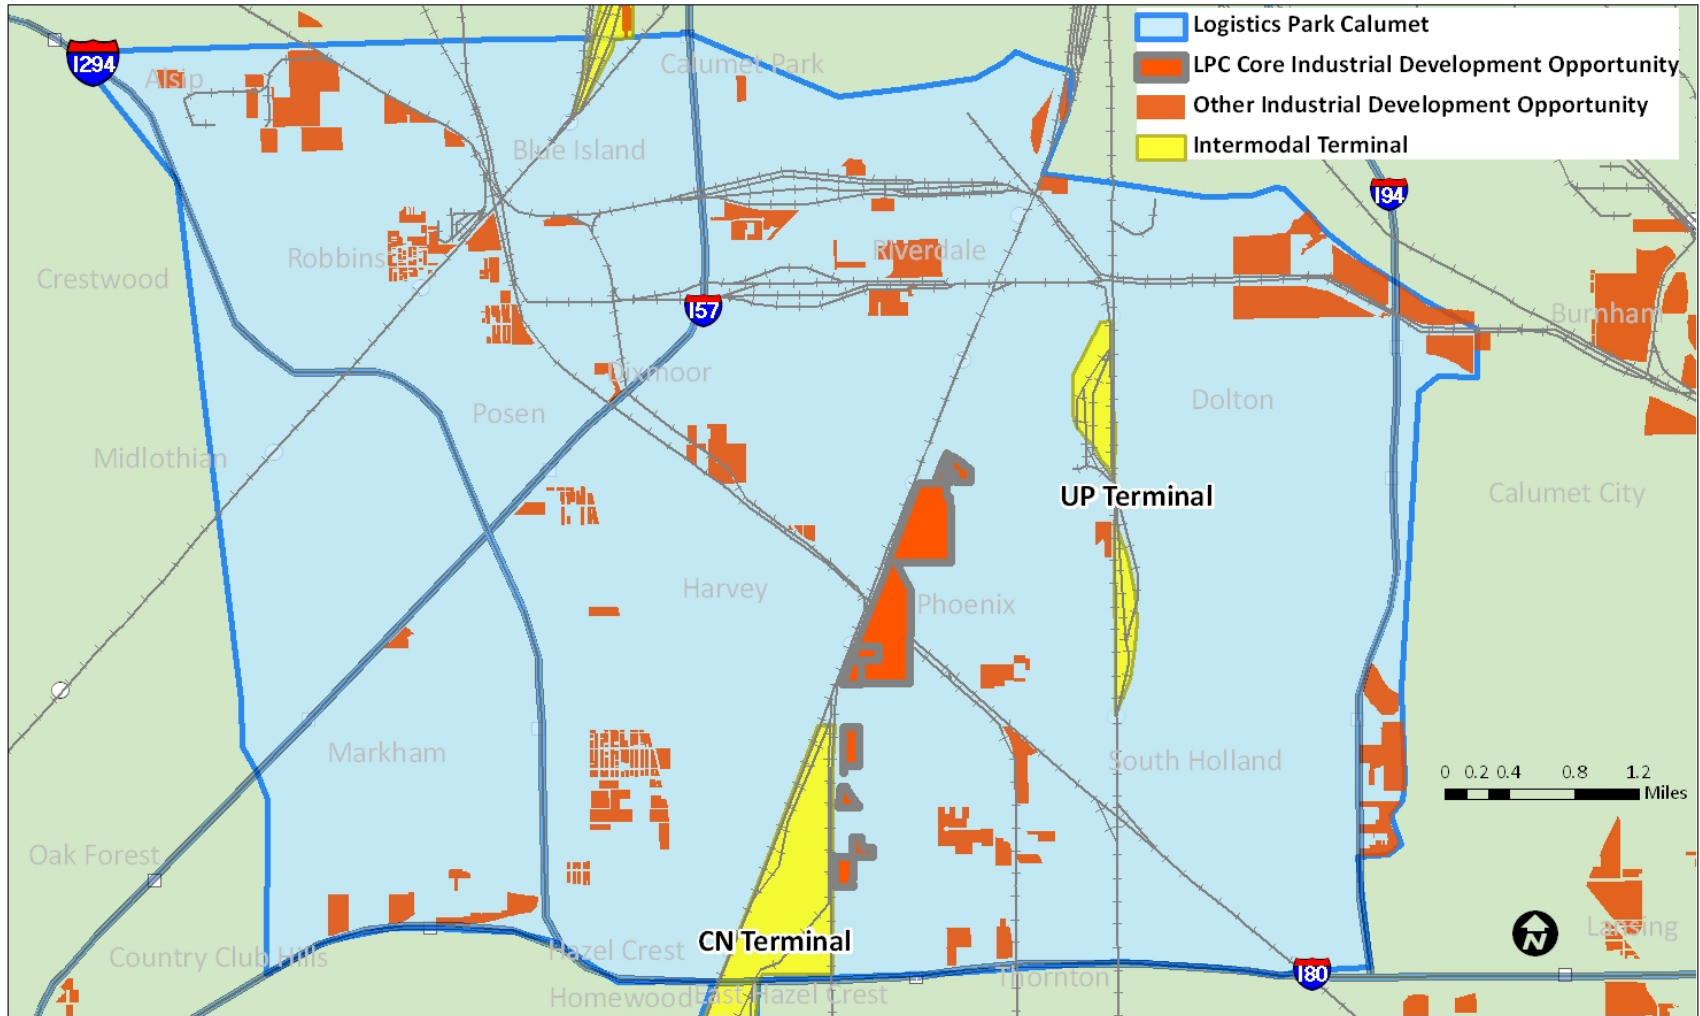 Logistics Park Calumet
LPC Core Industrial Development Opportunity
Other Industrial Development Opportunity
Intermodal Terminal
I294
Alsip
Calumet Park
Blue Island
I94
Robbins
Riverdale
Crestwood
I57
Burnham
Dixmoor
Posen
Dolton
Midlothian
UP Terminal
Calumet City
Harvey
Phoenix
Markham
South Holland
0 0.2 0.4 0.8 1.2
Miles
Oak Forest
Lansing
N
CN Terminal
Country Club Hills
Hazel Crest
I80
Thornton
Homewood
East Hazel Crest